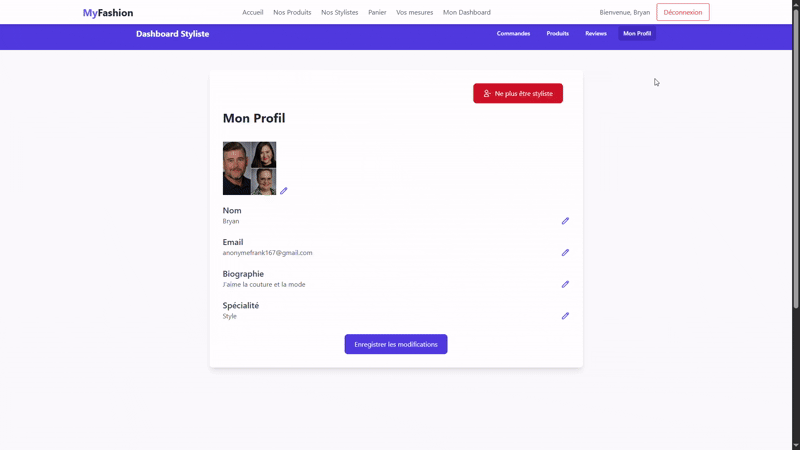 MyFashion
Accueil Nos Produits Nos Stylistes Panier Vos mesures Mon Dashboard
Bienvenue, Bryan Déconnexion
Dashboard Styliste
Commandes Produits Reviews Mon Profil
Ne plus être styliste
Mon Profil
Nom
Bryan
Email
anonymefrank167@gmail.com
Biographie
J'aime la couture et la mode
Spécialité
Style
Enregistrer les modifications